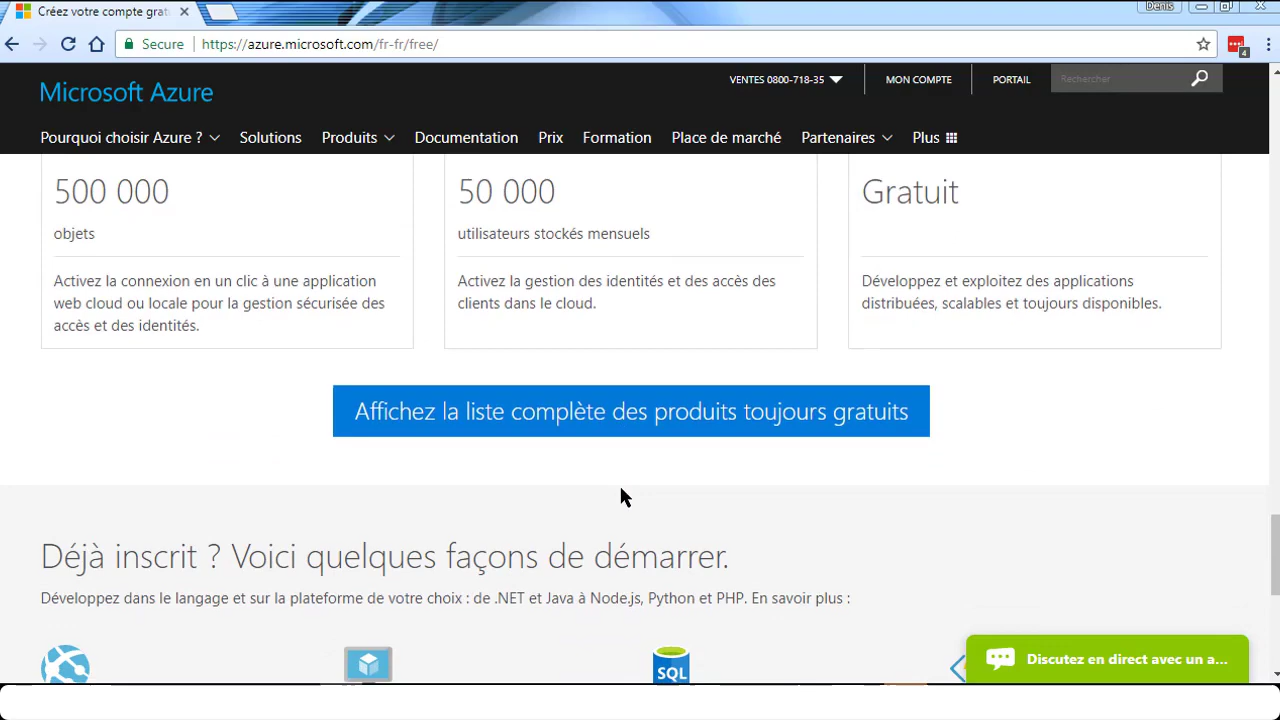 Créez votre compte grat
Denis
Secure
https://azure.microsoft.com/fr-fr/free/
4
VENTES 0800-718-35
MON COMPTE
PORTAIL
Rechercher
Microsoft Azure
Pourquoi choisir Azure ?
Solutions
Produits
Documentation
Prix
Formation
Place de marché
Partenaires
Plus
500 000
objets
Activez la connexion en un clic à une application
web cloud ou locale pour la gestion sécurisée des
accès et des identités.
50 000
utilisateurs stockés mensuels
Activez la gestion des identités et des accès des
clients dans le cloud.
Gratuit
Développez et exploitez des applications
distribuées, scalables et toujours disponibles.
Affichez la liste complète des produits toujours gratuits
Déjà inscrit ? Voici quelques façons de démarrer.
Développez dans le langage et sur la plateforme de votre choix : de .NET et Java à Node.js, Python et PHP. En savoir plus :
SQL
Discutez en direct avec un a...